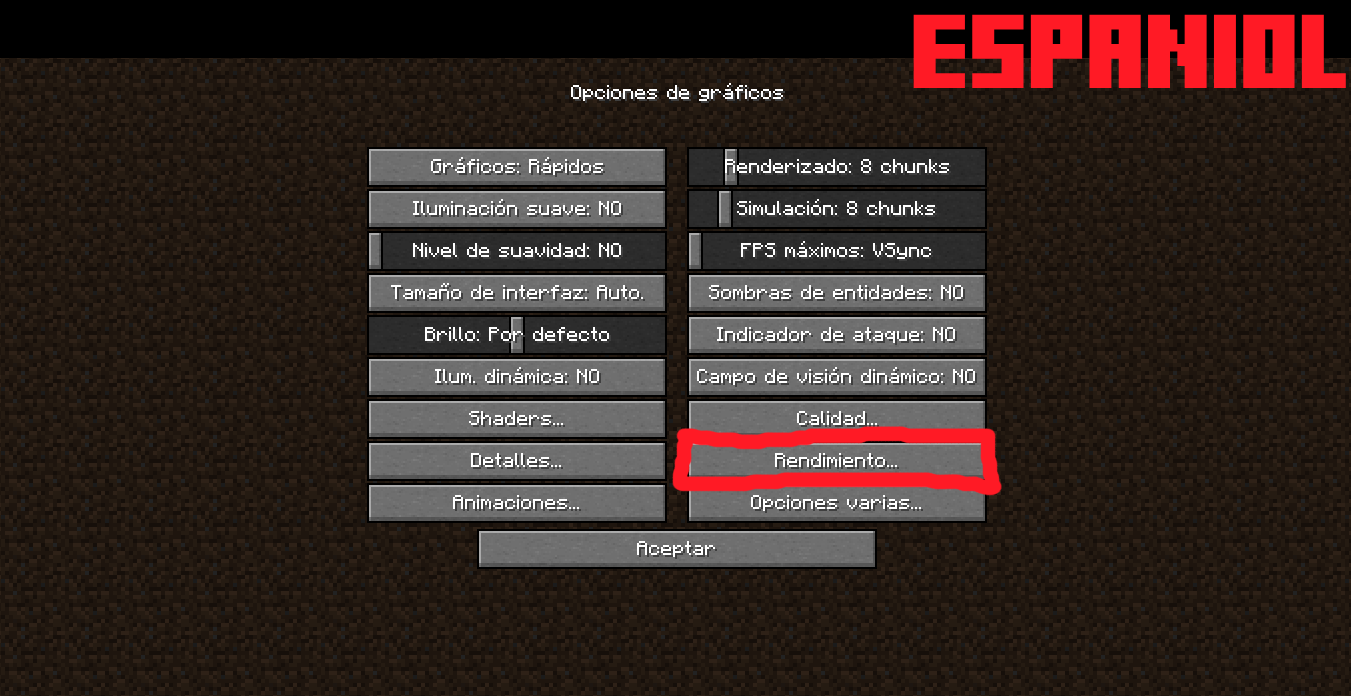 ESPANIOL
Opciones de gráficos
Gráficos: Rápidos
Renderizado: 8 chunks
Iluminación suave: NO
Simulación: 8 chunks
Nivel de suavidad: NO
FPS máximos: VSync
Tamaño de interfaz: Auto.
Sombras de entidades: NO
Brillo: Por defecto
Indicador de ataque: NO
Ilum. dinámica: NO
Campo de visión dinámico: NO
Shaders...
Calidad...
Detalles...
Rendimiento...
Animaciones...
Opciones varias...
Aceptar